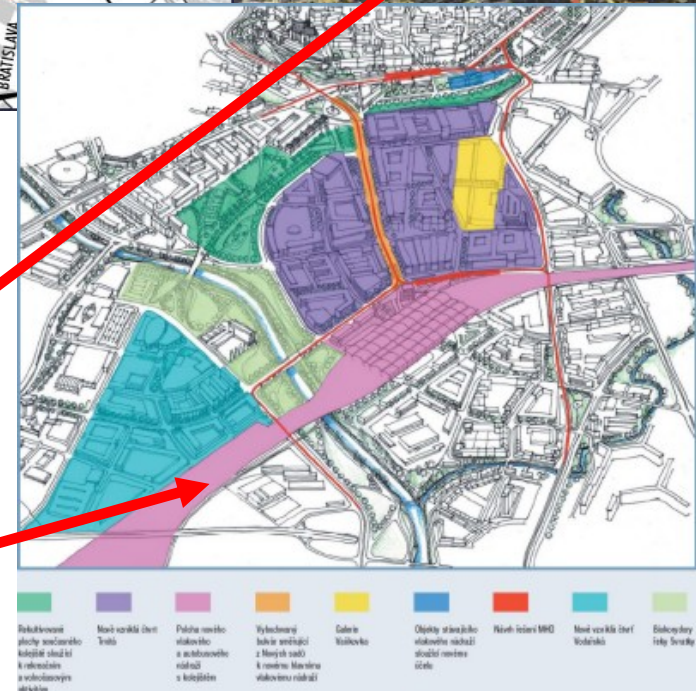 BRATISLAVA
Rekultivované
plochy současného
kolejiště sloužící
k rekreačním
a volnočasovým
aktivitám
Nově vzniklá čtvrť
Trnitá
Polcha nového
vlakového
a autobusového
nádraží
s kolejištěm
Vybudovaný
bulvár směřující
z Nových sadů
k novému hlavnímu
vlakovému nádraží
Galerie
Vaňkovka
Objekty stávajícího
vlakového nádraží
sloužící novému
účelu
Návrh řešení MHD
Nově vzniklá čtvrť
Vodařská
Biokoridory
řeky Svratky